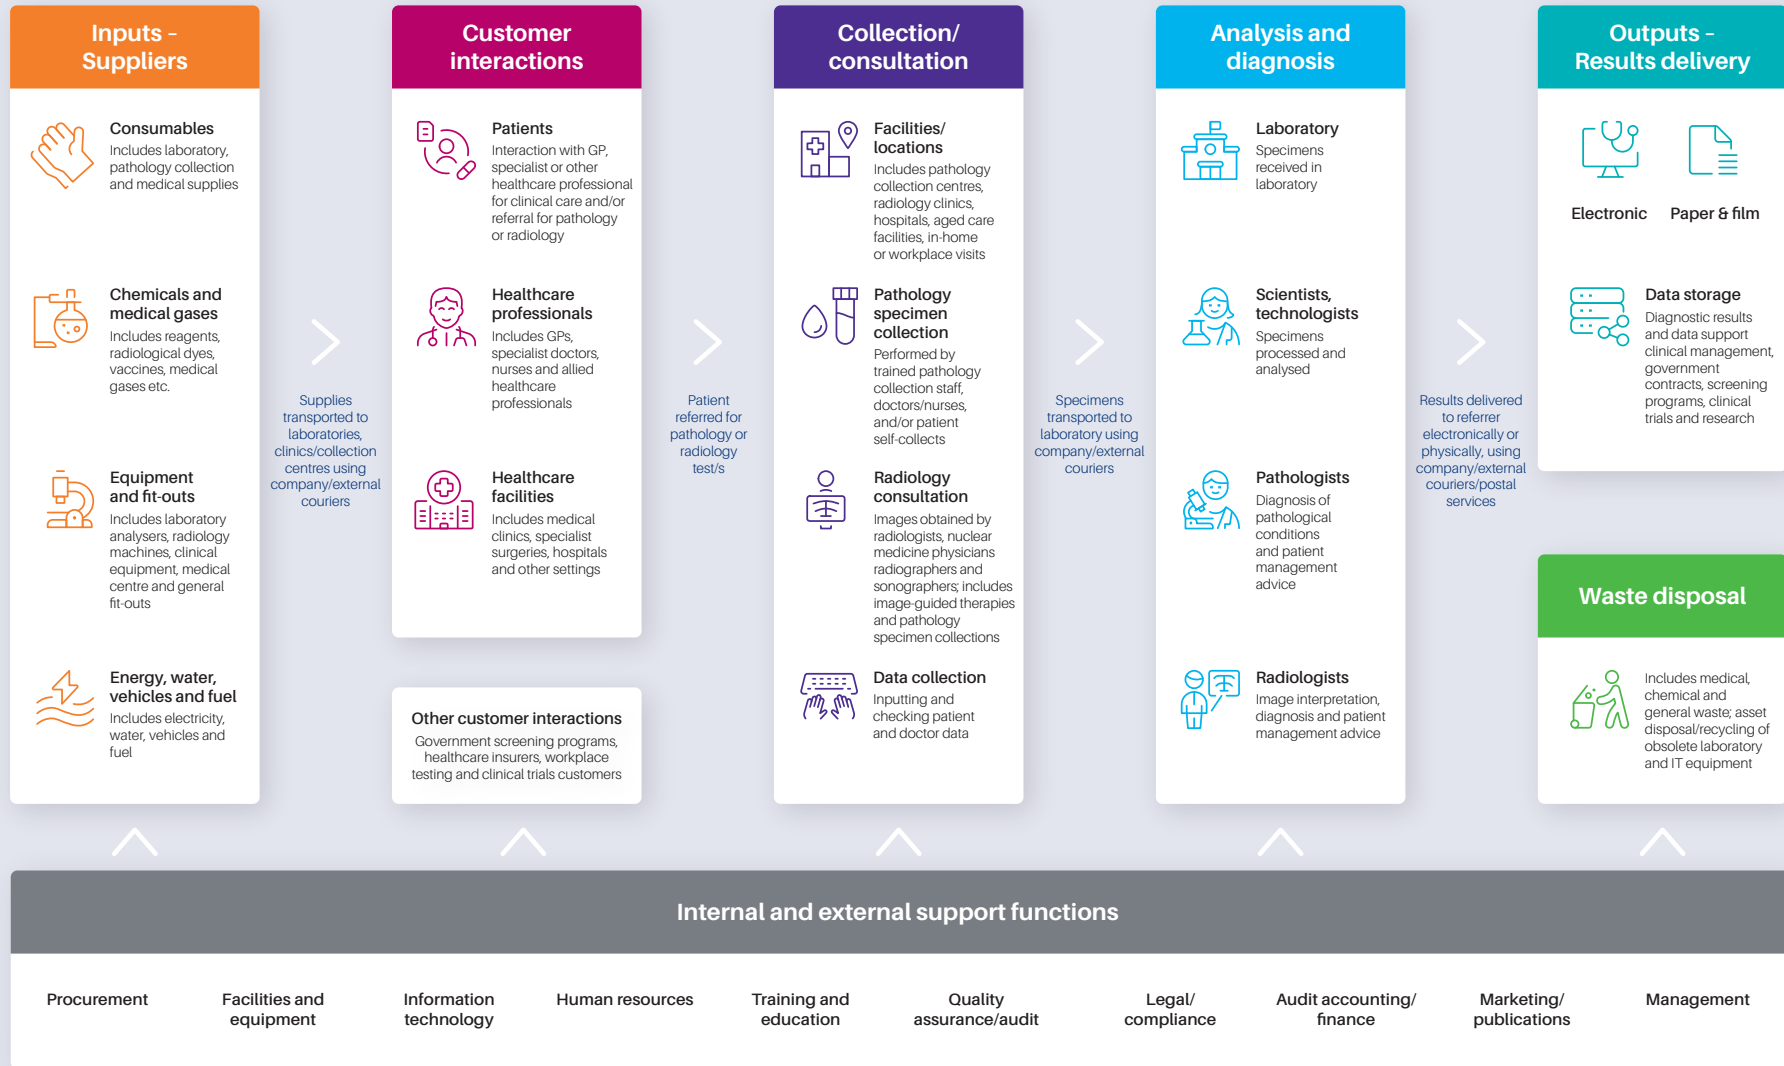 Inputs –
Suppliers
Consumables
Includes laboratory,
pathology collection
and medical supplies
Chemicals and
medical gases
Includes reagents,
radiological dyes,
vaccines, medical
gases etc.
Equipment
and fit-outs
Includes laboratory
analysers, radiology
machines, clinical
equipment, medical
centre and general
fit-outs
Energy, water,
vehicles and fuel
Includes electricity,
water, vehicles and
fuel
Supplies
transported to
laboratories,
clinics/collection
centres using
company/external
couriers
Customer
interactions
Patients
Interaction with GP,
specialist or other
healthcare professional
for clinical care and/or
referral for pathology
or radiology
Healthcare
professionals
Includes GPs,
specialist doctors,
nurses and allied
healthcare
professionals
Healthcare
facilities
Includes medical
clinics, specialist
surgeries, hospitals
and other settings
Other customer interactions
Government screening programs,
healthcare insurers, workplace
testing and clinical trials customers
Patient
referred for
pathology or
radiology
test/s
Collection/
consultation
Facilities/
locations
Includes pathology
collection centres,
radiology clinics,
hospitals, aged care
facilities, in-home
or workplace visits
Pathology
specimen
collection
Performed by
trained pathology
collection staff,
doctors/nurses,
and/or patient
self-collects
Radiology
consultation
Images obtained by
radiologists, nuclear
medicine physicians
radiographers and
sonographers; includes
image-guided therapies
and pathology
specimen collections
Data collection
Inputting and
checking patient
and doctor data
Specimens
transported to
laboratory using
company/external
couriers
Analysis and
diagnosis
Laboratory
Specimens
received in
laboratory
Scientists,
technologists
Specimens
processed and
analysed
Pathologists
Diagnosis of
pathological
conditions
and patient
management
advice
Radiologists
Image interpretation,
diagnosis and patient
management advice
Results delivered
to referrer
electronically or
physically, using
company/external
couriers/postal
services
Outputs –
Results delivery
Electronic
Paper & film
Data storage
Diagnostic results
and data support
clinical management,
government
contracts, screening
programs, clinical
trials and research
Waste disposal
Includes medical,
chemical and
general waste; asset
disposal/recycling of
obsolete laboratory
and IT equipment
Internal and external support functions
Procurement
Facilities and
equipment
Information
technology
Human resources
Training and
education
Quality
assurance/audit
Legal/
compliance
Audit accounting/
finance
Marketing/
publications
Management